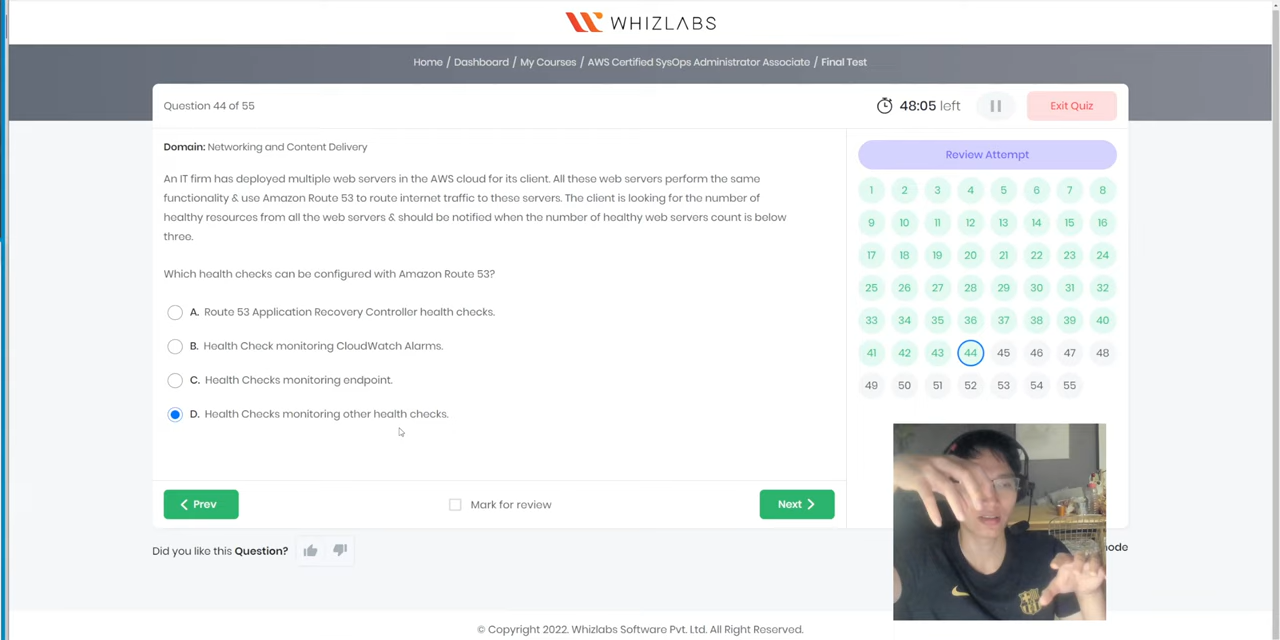 WHIZLABS
Home / Dashboard / My Courses / AWS Certified SysOps Administrator Associate / Final Test
Question 44 of 55
48:05 left
Exit Quiz
Domain: Networking and Content Delivery
An IT firm has deployed multiple web servers in the AWS cloud for its client. All these web servers perform the same
functionality & use Amazon Route 53 to route internet traffic to these servers. The client is looking for the number of
healthy resources from all the web servers & should be notified when the number of healthy web servers count is below
three.
Which health checks can be configured with Amazon Route 53?
A. Route 53 Application Recovery Controller health checks.
B. Health Check monitoring CloudWatch Alarms.
C. Health Checks monitoring endpoint.
D. Health Checks monitoring other health checks.
Prev
Mark for review
Next
Review Attempt
1 2 3 4 5 6 7 8
9 10 11 12 13 14 15 16
17 18 19 20 21 22 23 24
25 26 27 28 29 30 31 32
33 34 35 36 37 38 39 40
41 42 43 44 45 46 47 48
49 50 51 52 53 54 55
Did you like this Question?
© Copyright 2022. Whizlabs Software Pvt. Ltd. All Right Reserved.